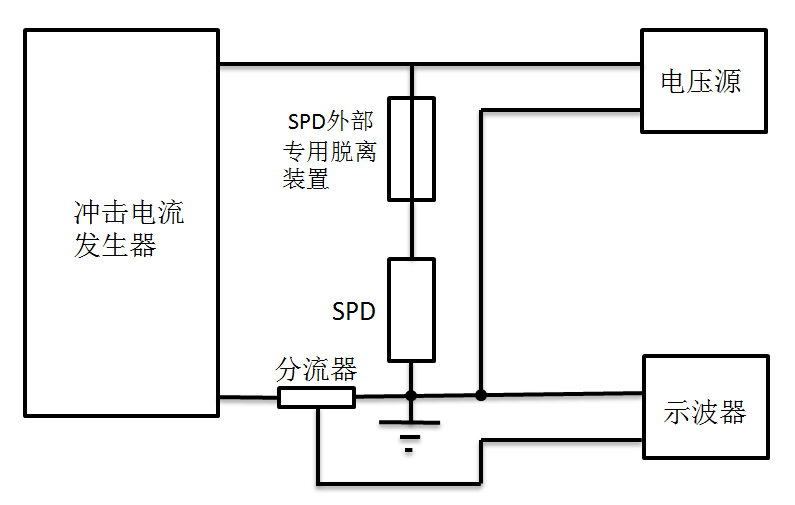 冲击电流
发生器
SPD外部
专用脱离
装置
电压源
SPD
分流器
示波器